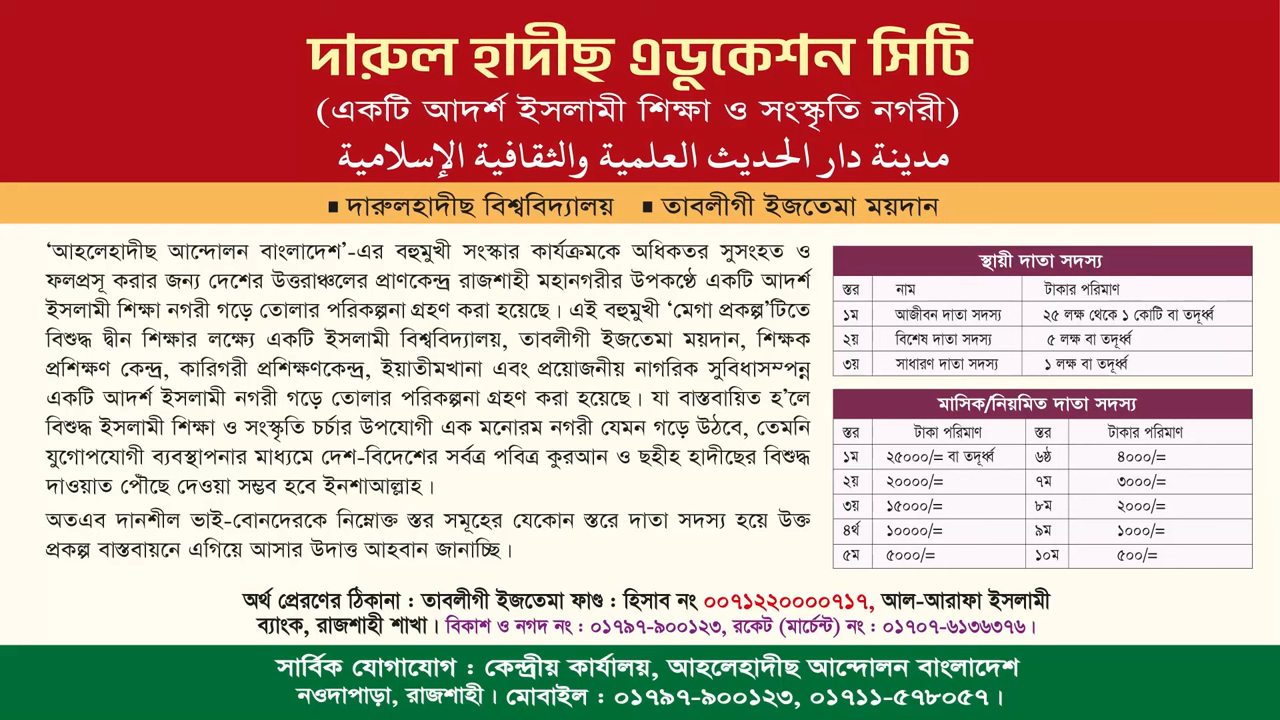 দারুল হাদীছ এডুকেশন সিটি
(একটি আদর্শ ইসলামী শিক্ষা ও সংস্কৃতি নগরী)
مدينة دار الحديث العلمية والثقافية الإسلامية
▪ দারুলহাদীছ বিশ্ববিদ্যালয় ▪ তাবলীগী ইজতেমা ময়দান
‘আহলেহাদীছ আন্দোলন বাংলাদেশ’-এর বহুমুখী সংস্কার কার্যক্রমকে অধিকতর সুসংহত ও
ফলপ্রসূ করার জন্য দেশের উত্তরাঞ্চলের প্রাণকেন্দ্র রাজশাহী মহানগরীর উপকণ্ঠে একটি আদর্শ
ইসলামী শিক্ষা নগরী গড়ে তোলার পরিকল্পনা গ্রহণ করা হয়েছে। এই বহুমুখী ‘মেগা প্রকল্প’টিতে
বিশুদ্ধ দ্বীন শিক্ষার লক্ষ্যে একটি ইসলামী বিশ্ববিদ্যালয়, তাবলীগী ইজতেমা ময়দান, শিক্ষক
প্রশিক্ষণ কেন্দ্র, কারিগরী প্রশিক্ষণকেন্দ্র, ইয়াতীমখানা এবং প্রয়োজনীয় নাগরিক সুবিধাসম্পন্ন
একটি আদর্শ ইসলামী নগরী গড়ে তোলার পরিকল্পনা গ্রহণ করা হয়েছে। যা বাস্তবায়িত হ’লে
বিশুদ্ধ ইসলামী শিক্ষা ও সংস্কৃতি চর্চার উপযোগী এক মনোরম নগরী যেমন গড়ে উঠবে, তেমনি
যুগোপযোগী ব্যবস্থাপনার মাধ্যমে দেশ-বিদেশের সর্বত্র পবিত্র কুরআন ও ছহীহ হাদীছের বিশুদ্ধ
দাওয়াত পৌঁছে দেওয়া সম্ভব হবে ইনশাআল্লাহ।
অতএব দানশীল ভাই-বোনদেরকে নিম্নোক্ত স্তর সমূহের যেকোন স্তরে দাতা সদস্য হয়ে উক্ত
প্রকল্প বাস্তবায়নে এগিয়ে আসার উদাত্ত আহবান জানাচ্ছি।
স্থায়ী দাতা সদস্য
স্তর নাম টাকার পরিমাণ
১ম আজীবন দাতা সদস্য ২৫ লক্ষ থেকে ১ কোটি বা তদূর্ধ্ব
২য় বিশেষ দাতা সদস্য ৫ লক্ষ বা তদূর্ধ্ব
৩য় সাধারণ দাতা সদস্য ১ লক্ষ বা তদূর্ধ্ব
মাসিক/নিয়মিত দাতা সদস্য
স্তর টাকা পরিমাণ স্তর টাকার পরিমাণ
১ম ২৫০০০/= বা তদূর্ধ্ব ৬ষ্ঠ ৪০০০/=
২য় ২০০০০/= ৭ম ৩০০০/=
৩য় ১৫০০০/= ৮ম ২০০০/=
৪র্থ ১০০০০/= ৯ম ১০০০/=
৫ম ৫০০০/= ১০ম ৫০০/=
অর্থ প্রেরণের ঠিকানা : তাবলীগী ইজতেমা ফাণ্ড : হিসাব নং ০০৭১২২০০০০৭১৭, আল-আরাফা ইসলামী
ব্যাংক, রাজশাহী শাখা। বিকাশ ও নগদ নং : ০১৭৯৭-৯০০১২৩, রকেট (মার্চেন্ট) নং : ০১৭০৭-৬১৩৬৩৭৬।
সার্বিক যোগাযোগ : কেন্দ্রীয় কার্যালয়, আহলেহাদীছ আন্দোলন বাংলাদেশ
নওদাপাড়া, রাজশাহী। মোবাইল : ০১৭৯৭-৯০০১২৩, ০১৭১১-৫৭৮০৫৭।